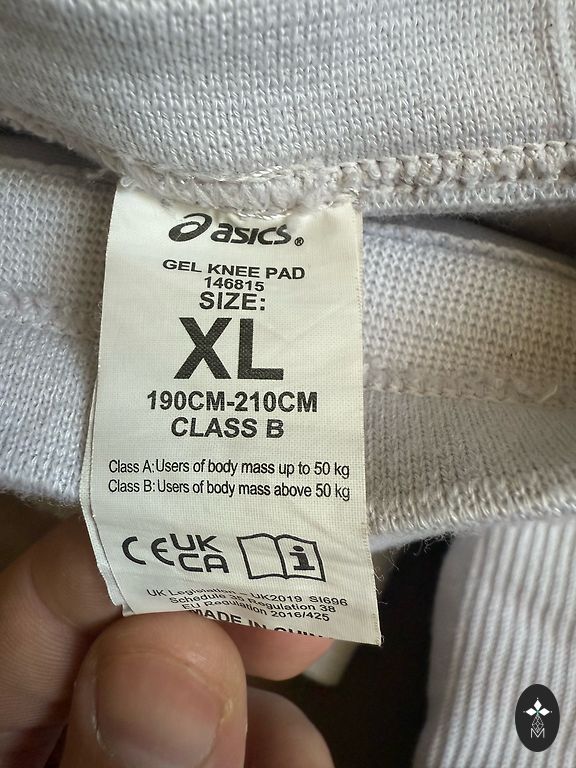 asics®
GEL KNEE PAD
146815
SIZE:
XL
190CM-210CM
CLASS B
Class A:Users of body mass up to 50 kg
Class B:Users of body mass above 50 kg
CE UK CA i
UK Legislation - UK2019 SI696
Schedule 35 Regulation 38
EU Regulation 2016/425
MADE IN
M